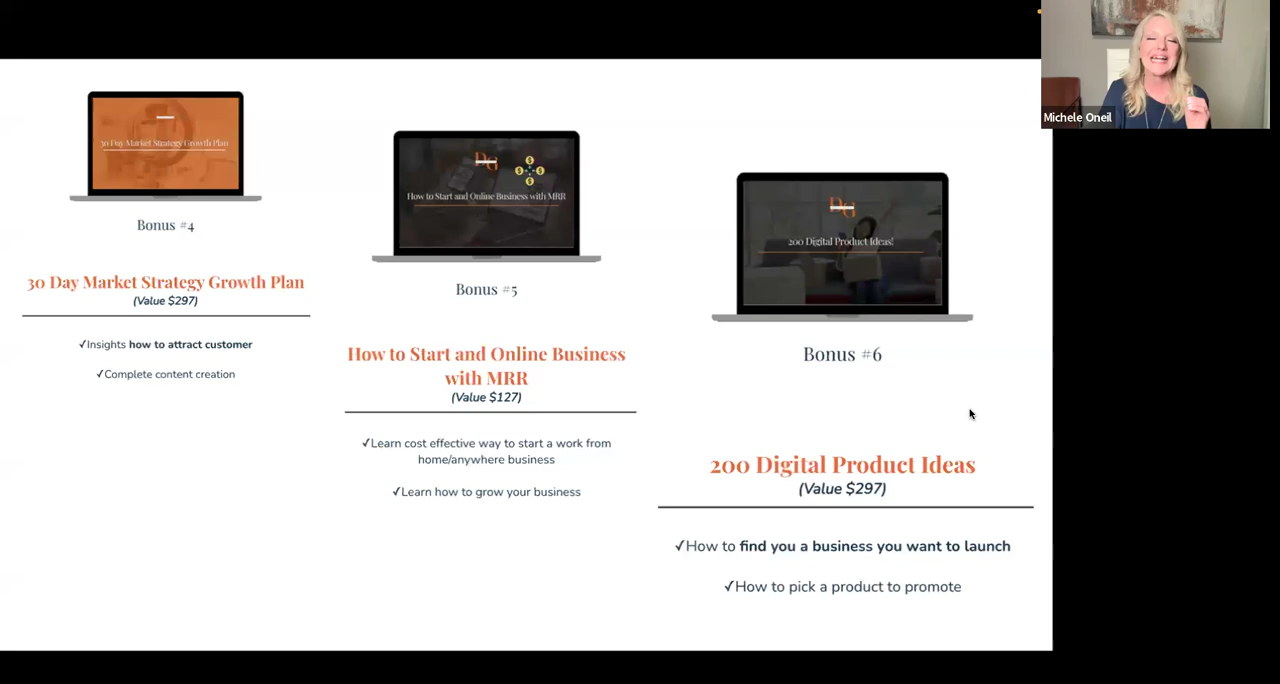 Michele Oneil
30 Day Market Strategy Growth Plan
Bonus #4
30 Day Market Strategy Growth Plan
(Value $297)
✓Insights how to attract customer
✓Complete content creation
DG
How to Start and Online Business with MRR
Bonus #5
How to Start and Online Business
with MRR
(Value $127)
✓Learn cost effective way to start a work from
home/anywhere business
✓Learn how to grow your business
DG
200 Digital Product Ideas!
Bonus #6
200 Digital Product Ideas
(Value $297)
✓How to find you a business you want to launch
✓How to pick a product to promote